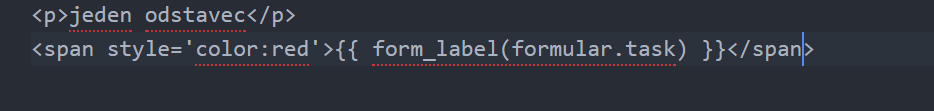 <p>jeden odstavec</p>
<span style='color:red'>{{ form_label(formular.task) }}</span>